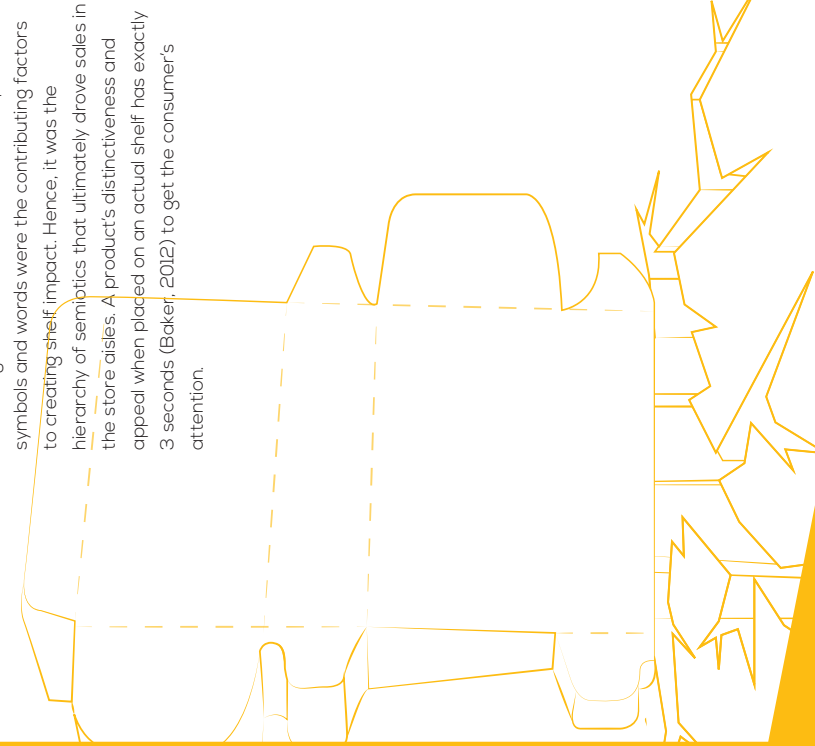 symbols and words were the contributing factors
to creating shelf impact. Hence, it was the
hierarchy of semiotics that ultimately drove sales in
the store aisles. A product's distinctiveness and
appeal when placed on an actual shelf has exactly
3 seconds (Baker, 2012) to get the consumer's
attention.